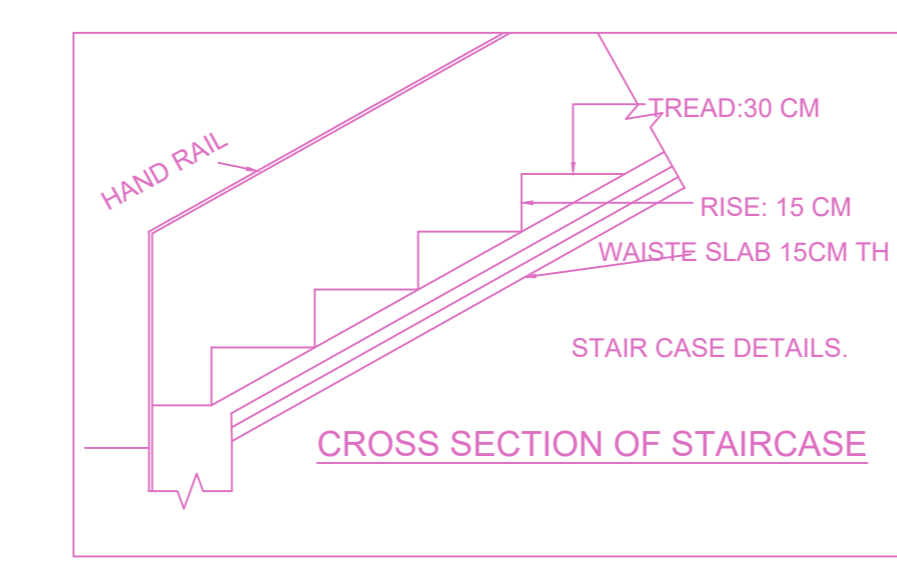 TREAD:30 CM
HAND RAIL
RISE: 15 CM
WAISTE SLAB 15CM TH
STAIR CASE DETAILS.
CROSS SECTION OF STAIRCASE